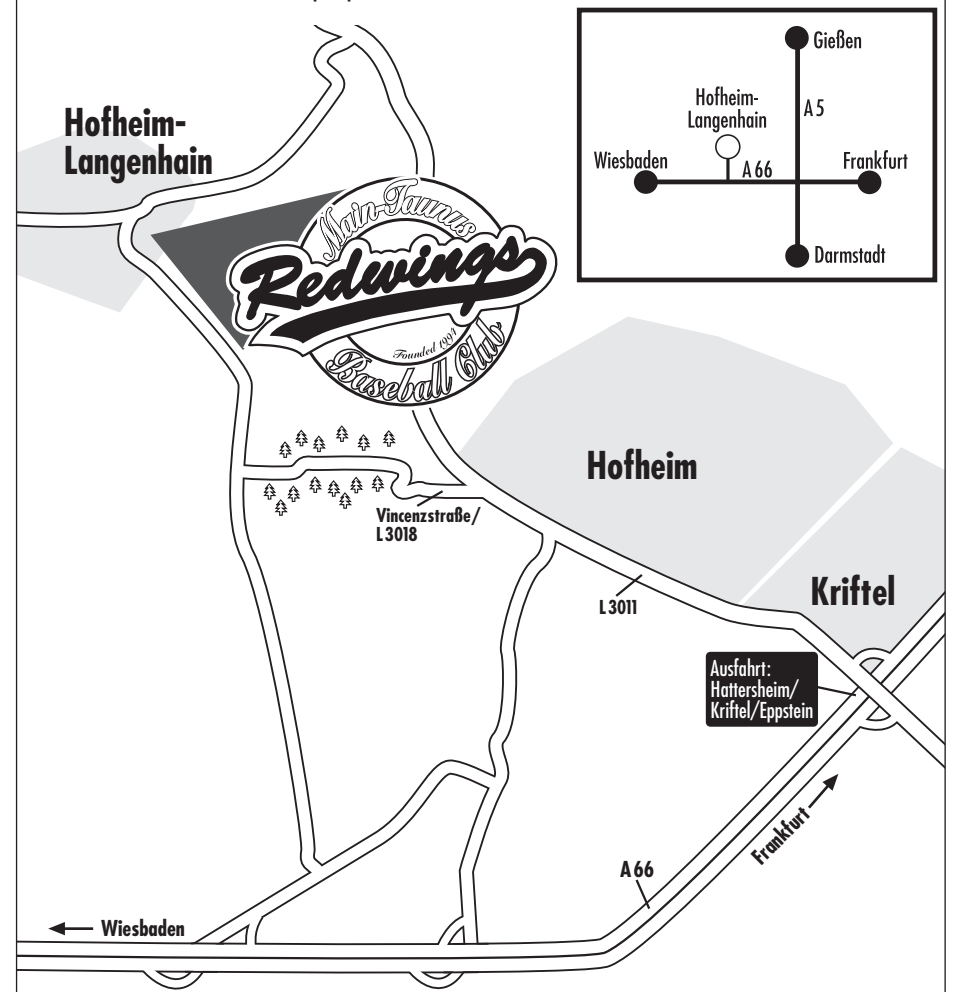 Gießen
A 5
Hofheim-
Langenhain
Wiesbaden
A 66
Frankfurt
Darmstadt
Hofheim-
Langenhain
Main-Taunus
Redwings
Founded 1994
Baseball Club
Hofheim
Vincenzstraße/
L 3018
Kriftel
L 3011
Ausfahrt:
Hattersheim/
Kriftel/Eppstein
Frankfurt
A 66
Wiesbaden